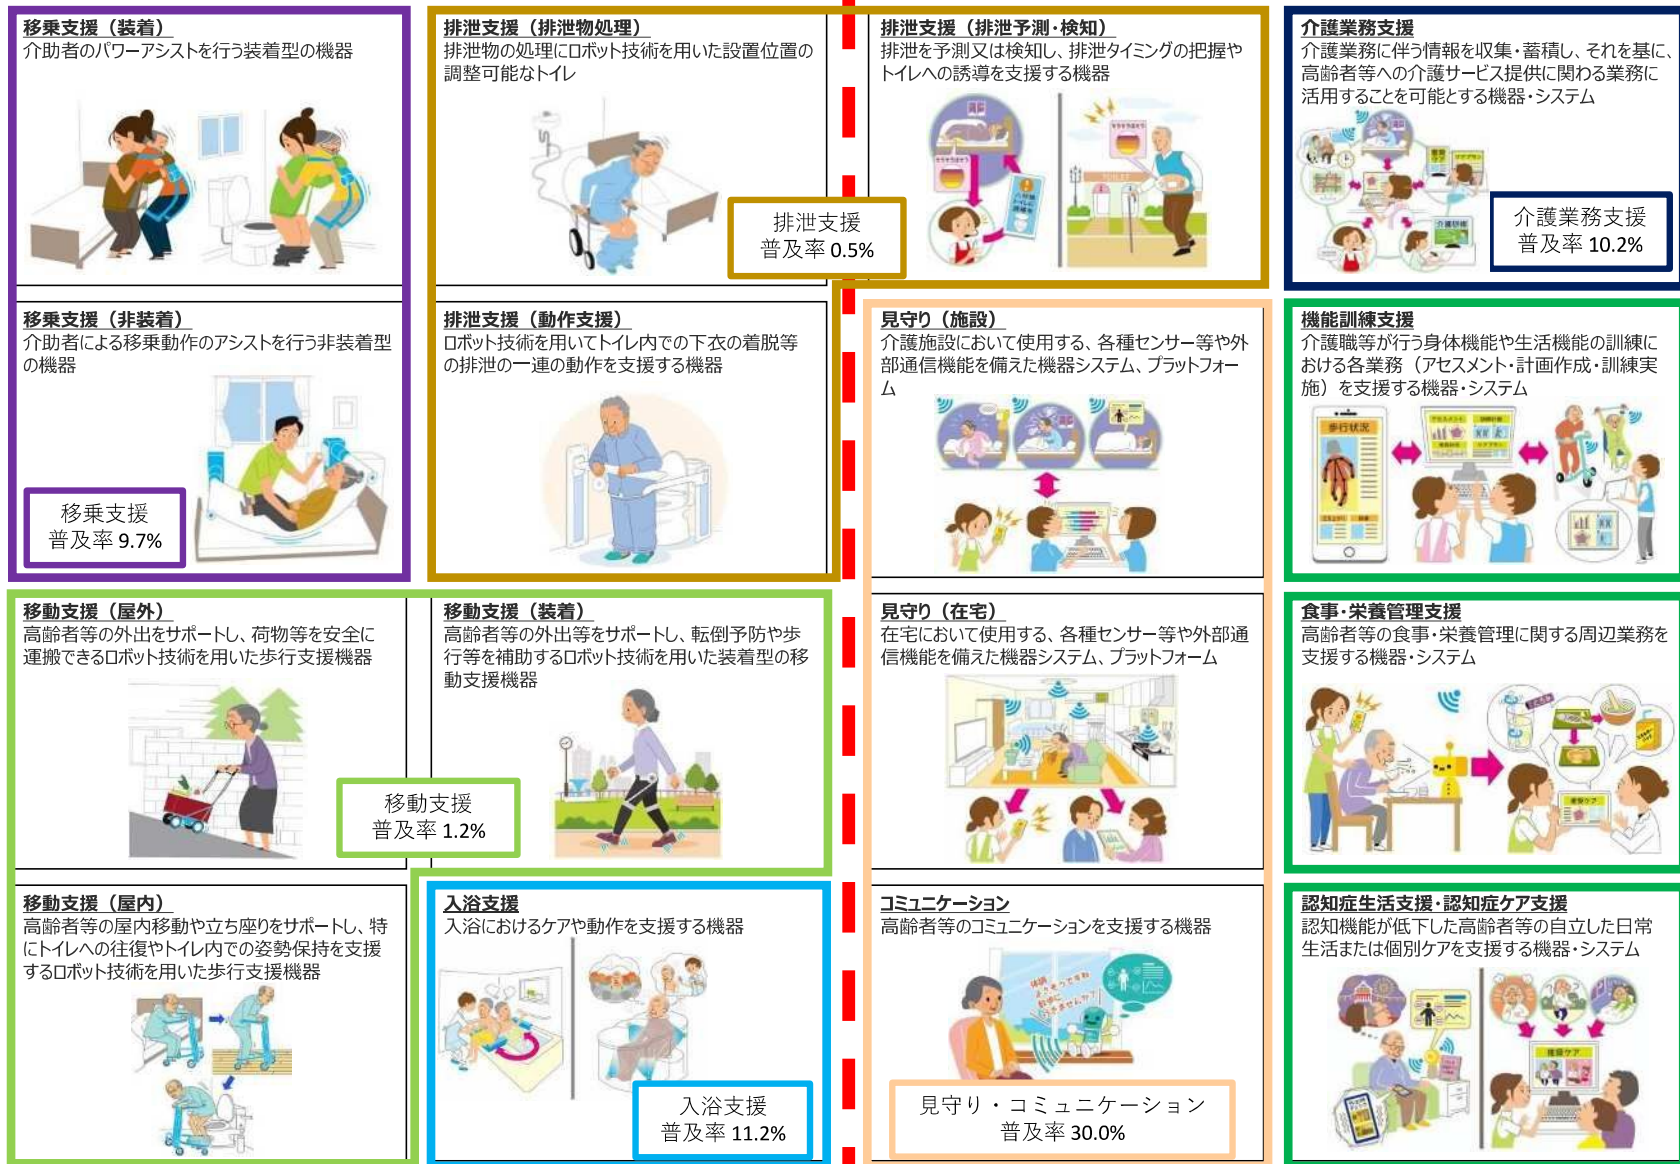 移乗支援（装着）
介助者のパワーアシストを行う装着型の機器
排泄支援（排泄物処理）
排泄物の処理にロボット技術を用いた設置位置の
調整可能なトイレ
排泄支援（排泄予測・検知）
排泄を予測又は検知し、排泄タイミングの把握や
トイレへの誘導を支援する機器
介護業務支援
介護業務に伴う情報を収集・蓄積し、それを基に、
高齢者等への介護サービス提供に関わる業務に
活用することを可能とする機器・システム
排泄支援
普及率 0.5%
介護業務支援
普及率 10.2%
移乗支援（非装着）
介助者による移乗動作のアシストを行う非装着型
の機器
移乗支援
普及率 9.7%
排泄支援（動作支援）
ロボット技術を用いてトイレ内での下衣の着脱等
の排泄の一連の動作を支援する機器
見守り（施設）
介護施設において使用する、各種センサー等や外
部通信機能を備えた機器システム、プラットフォー
ム
機能訓練支援
介護職等が行う身体機能や生活機能の訓練に
おける各業務（アセスメント・計画作成・訓練実
施）を支援する機器・システム
歩行状況
移動支援（屋外）
高齢者等の外出をサポートし、荷物等を安全に
運搬できるロボット技術を用いた歩行支援機器
移動支援（装着）
高齢者等の外出等をサポートし、転倒予防や歩
行等を補助するロボット技術を用いた装着型の移
動支援機器
移動支援
普及率 1.2%
見守り（在宅）
在宅において使用する、各種センサー等や外部通
信機能を備えた機器システム、プラットフォーム
食事・栄養管理支援
高齢者等の食事・栄養管理に関する周辺業務を
支援する機器・システム
移動支援（屋内）
高齢者等の屋内移動や立ち座りをサポートし、特
にトイレへの往復やトイレ内での姿勢保持を支援
するロボット技術を用いた歩行支援機器
入浴支援
入浴におけるケアや動作を支援する機器
入浴支援
普及率 11.2%
コミュニケーション
高齢者等のコミュニケーションを支援する機器
見守り・コミュニケーション
普及率 30.0%
認知症生活支援・認知症ケア支援
認知機能が低下した高齢者等の自立した日常
生活または個別ケアを支援する機器・システム